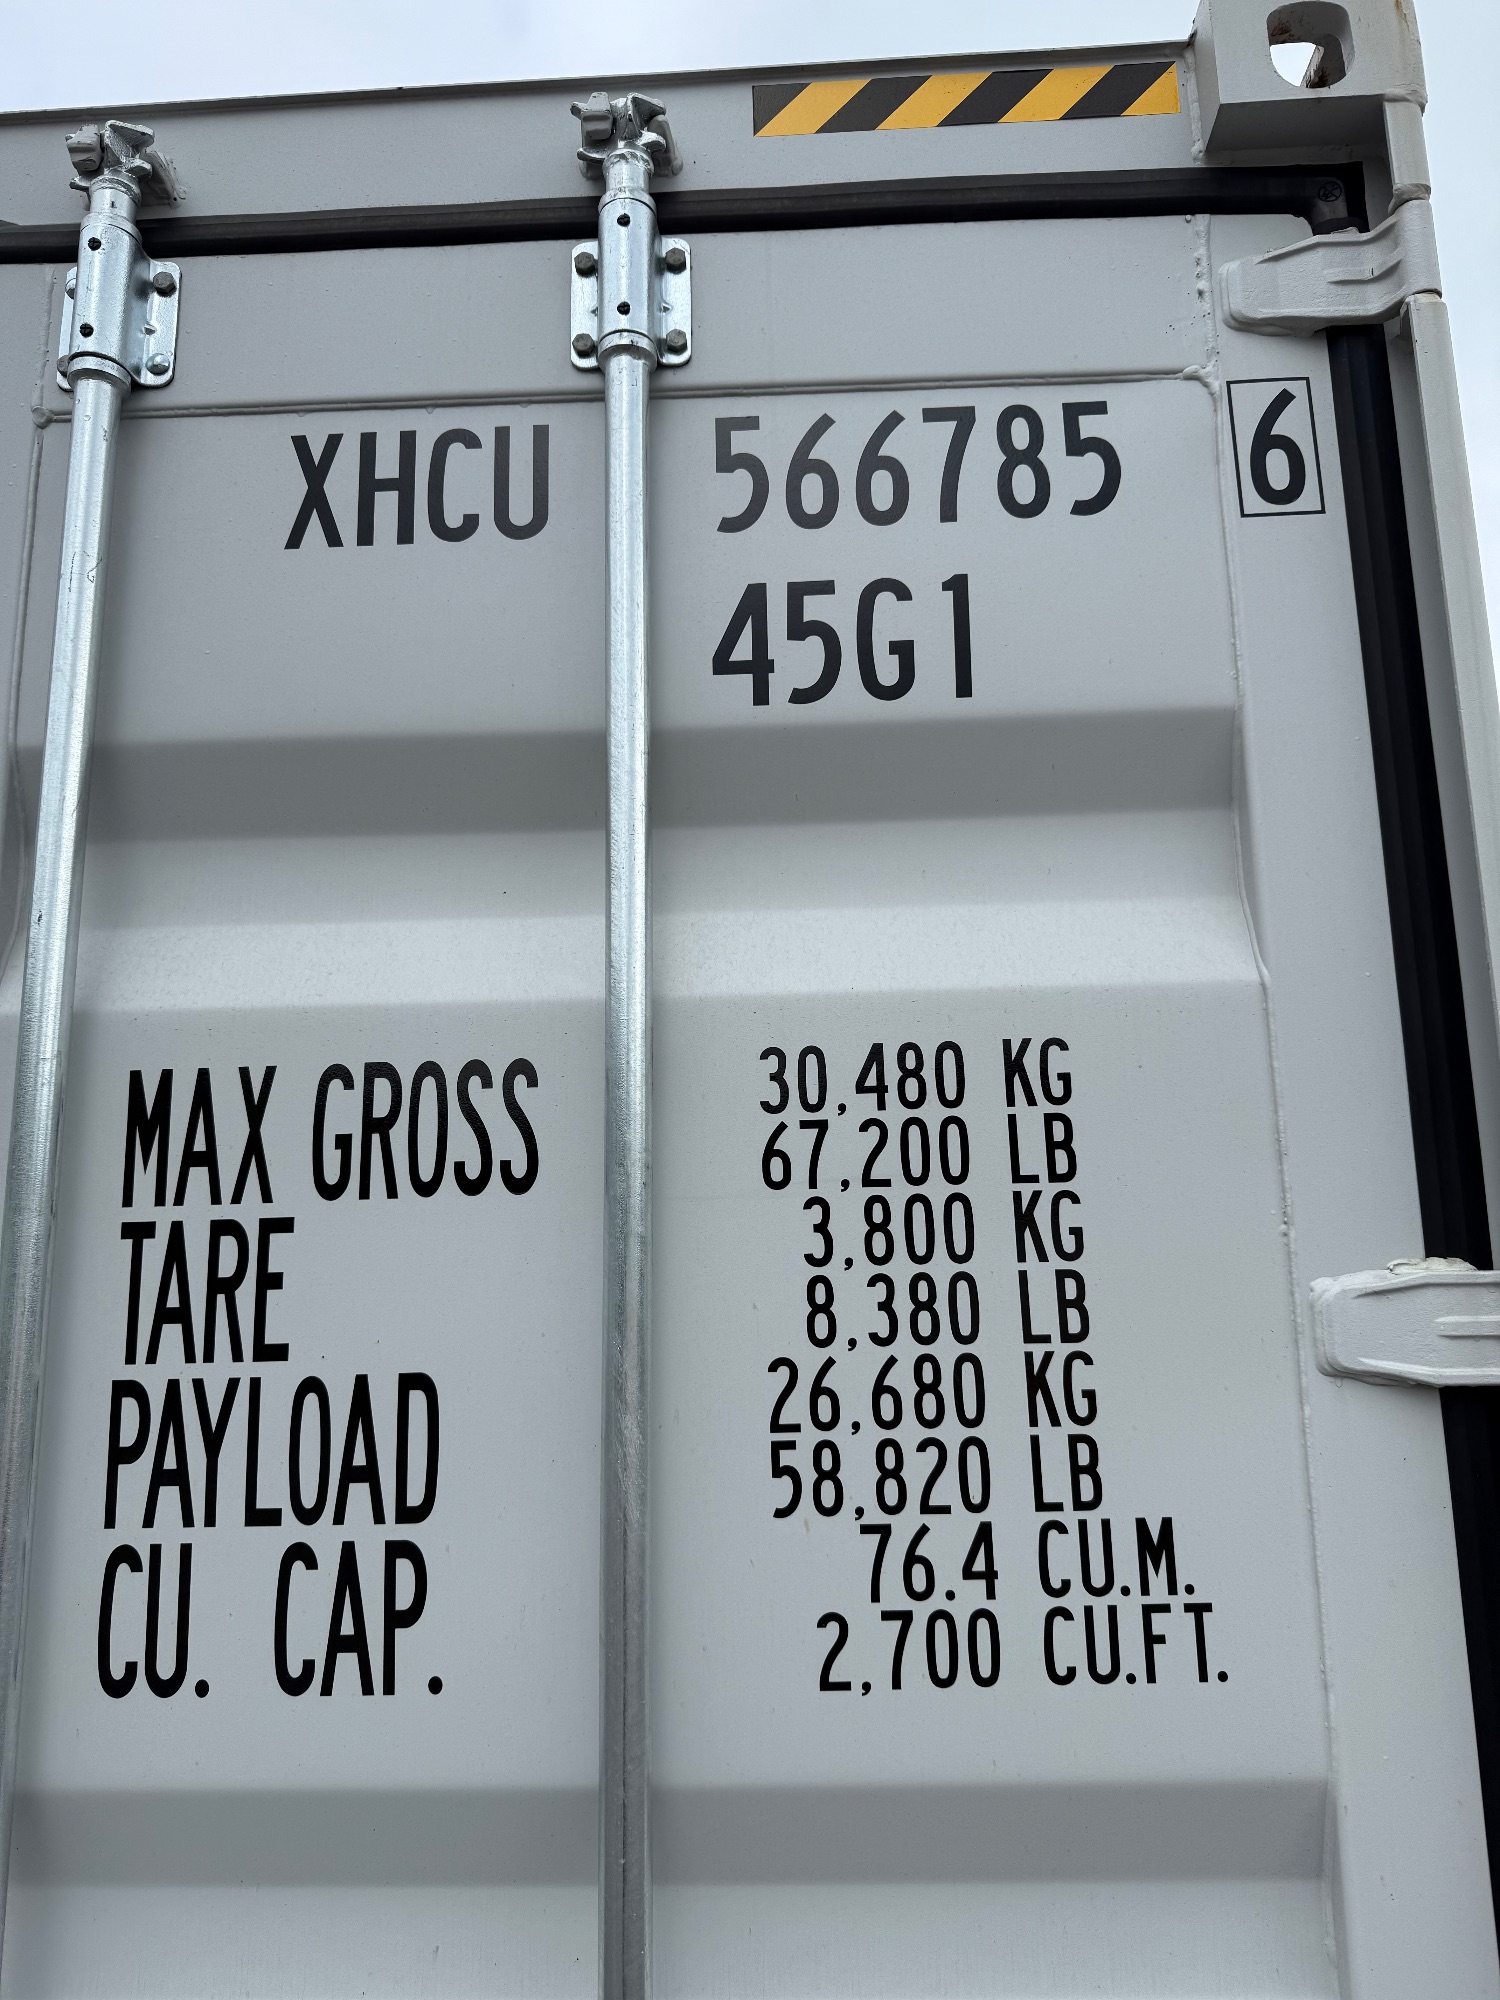 XHCU 566785 6
45G1
MAX GROSS 30,480 KG
67,200 LB
TARE 3,800 KG
8,380 LB
PAYLOAD 26,680 KG
58,820 LB
CU. CAP. 76.4 CU.M.
2,700 CU.FT.